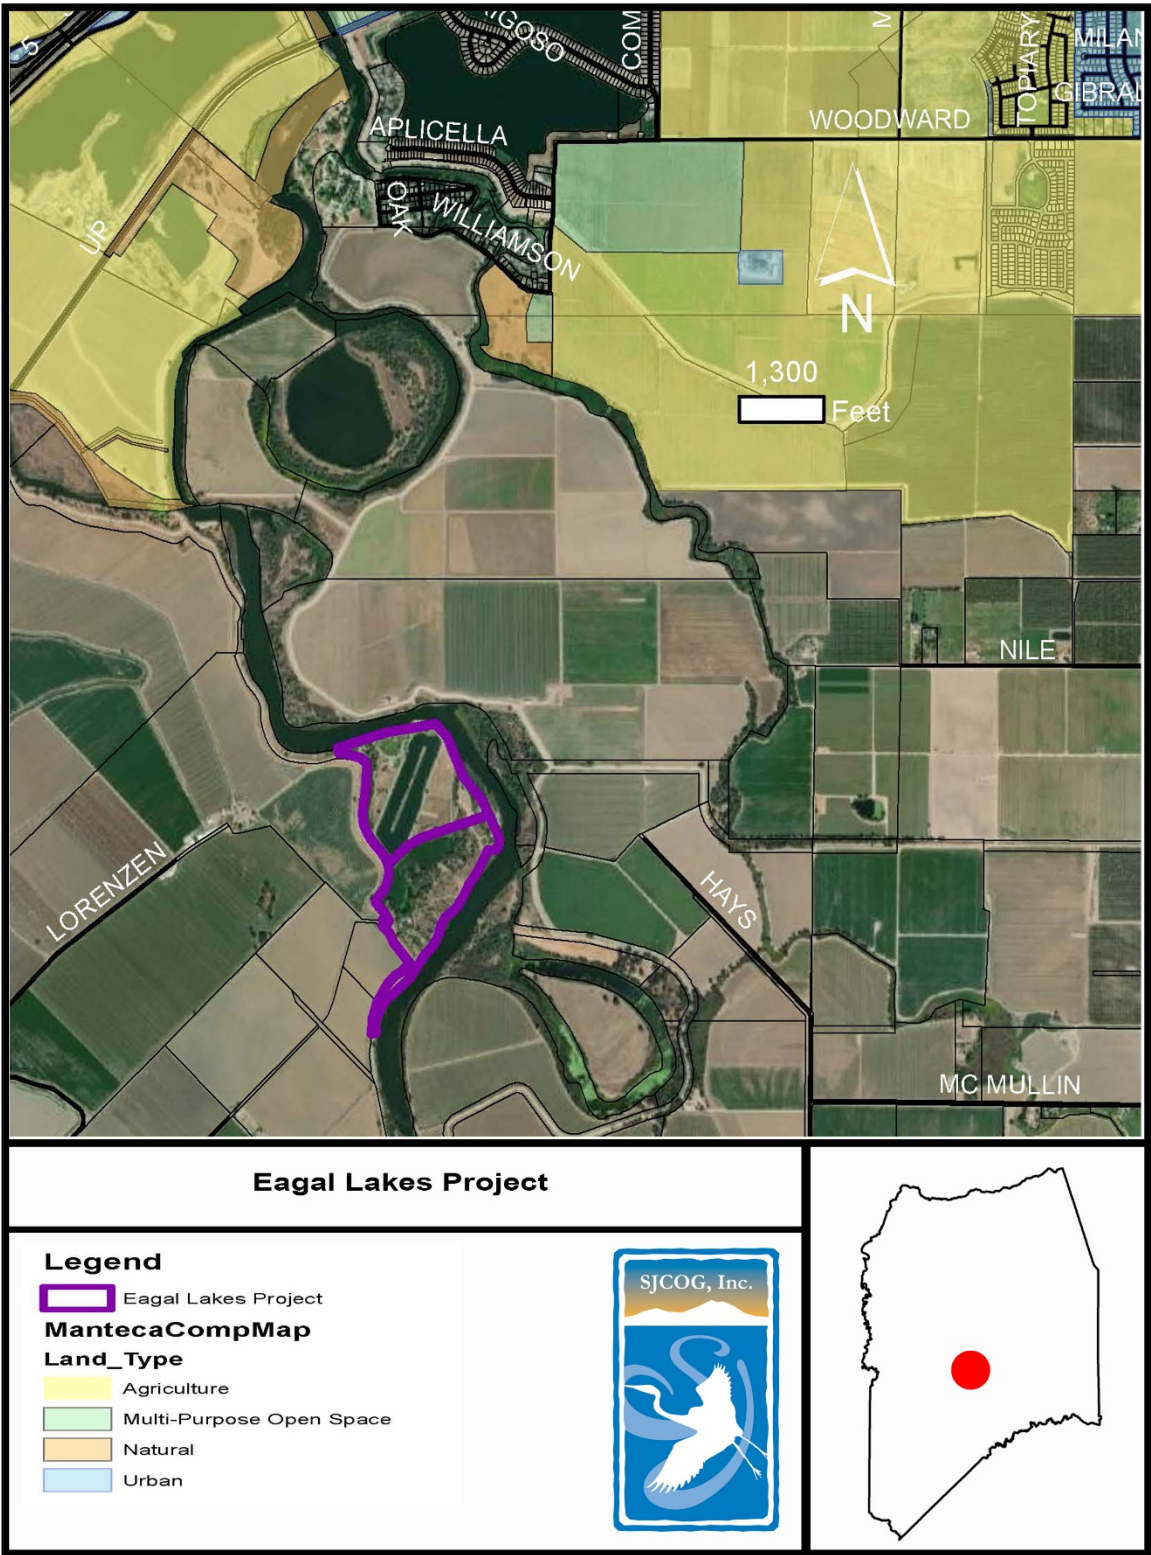 5
IGOSO
COM
M
TOPIARY
MILAN
GIBRAL
WOODWARD
APLICELLA
OAK
WILLIAMSON
UP
N
1,300
Feet
NILE
LORENZEN
HAYS
MC MULLIN
Eagal Lakes Project
Legend
Eagal Lakes Project
MantecaCompMap
Land_Type
Agriculture
Multi-Purpose Open Space
Natural
Urban
SJCOG, Inc.